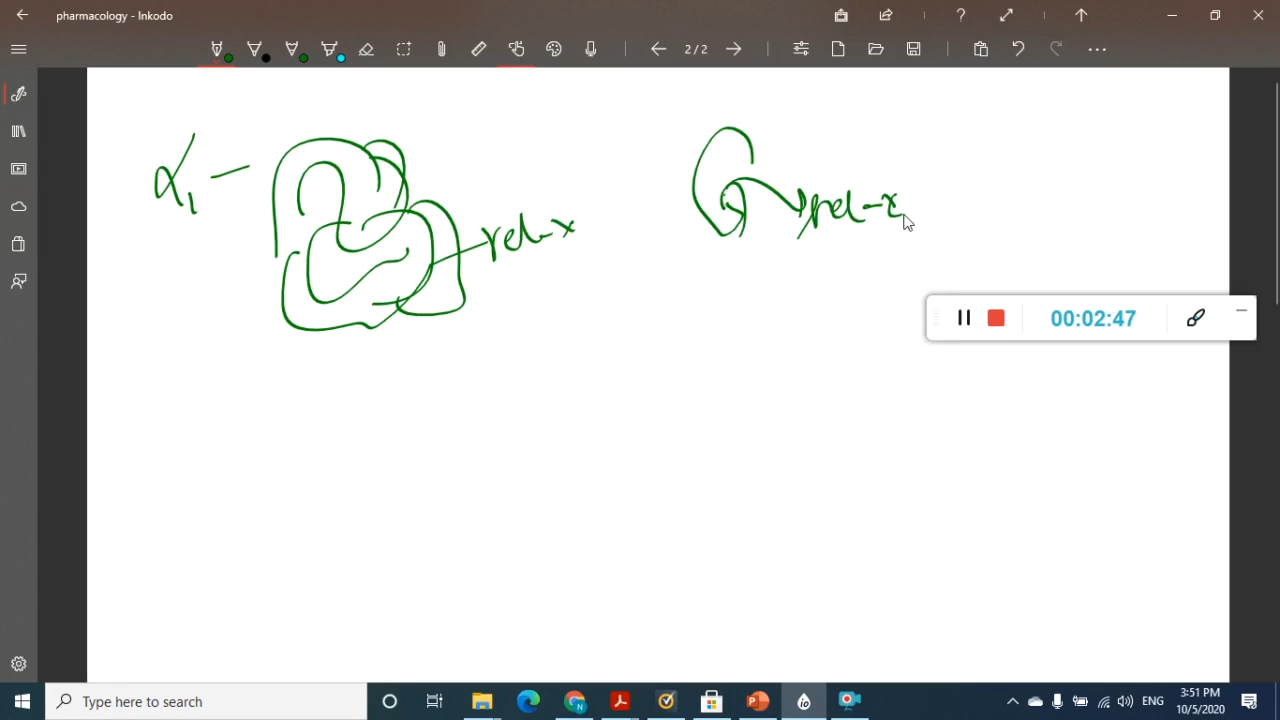 pharmacology - Inkodo
?
2/2
α1 -
rel-x
rel-x
00:02:47
Type here to search
ENG
3:51 PM
10/5/2020